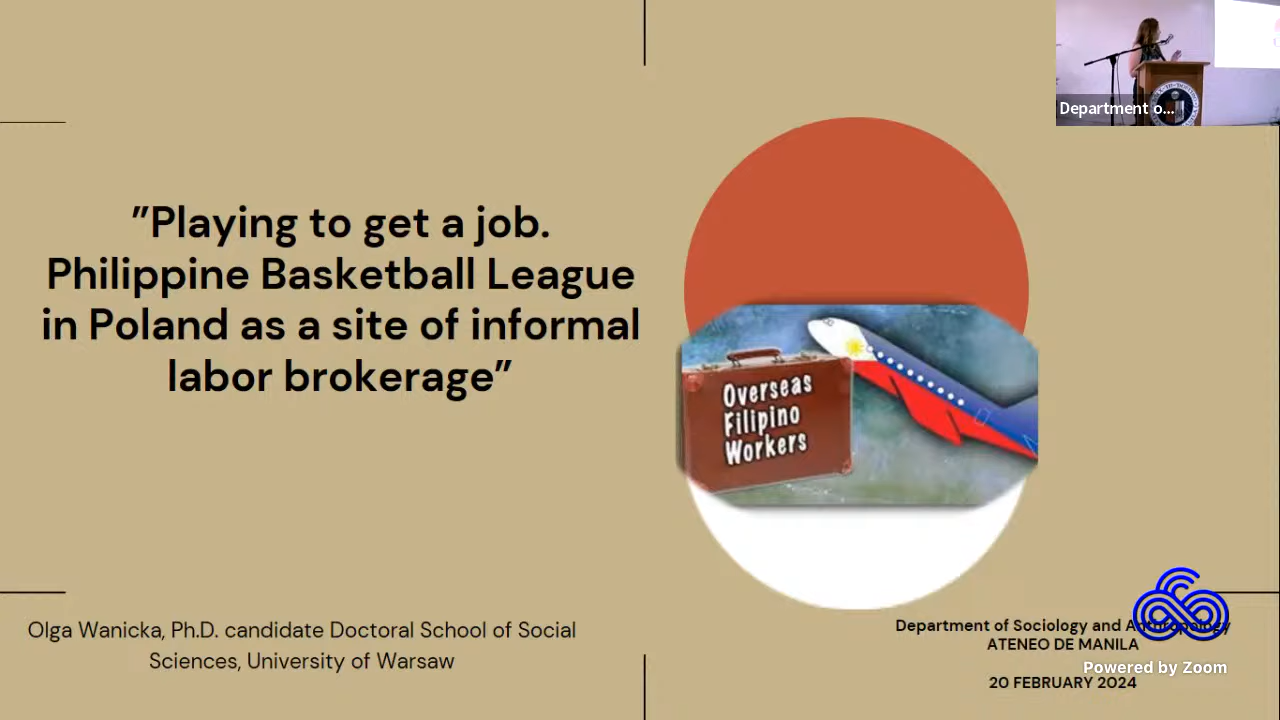 Department o...
”Playing to get a job.
Philippine Basketball League
in Poland as a site of informal
labor brokerage”
Overseas
Filipino
Workers
Olga Wanicka, Ph.D. candidate Doctoral School of Social
Sciences, University of Warsaw
Department of Sociology and Anthropology
ATENEO DE MANILA
Powered by Zoom
20 FEBRUARY 2024